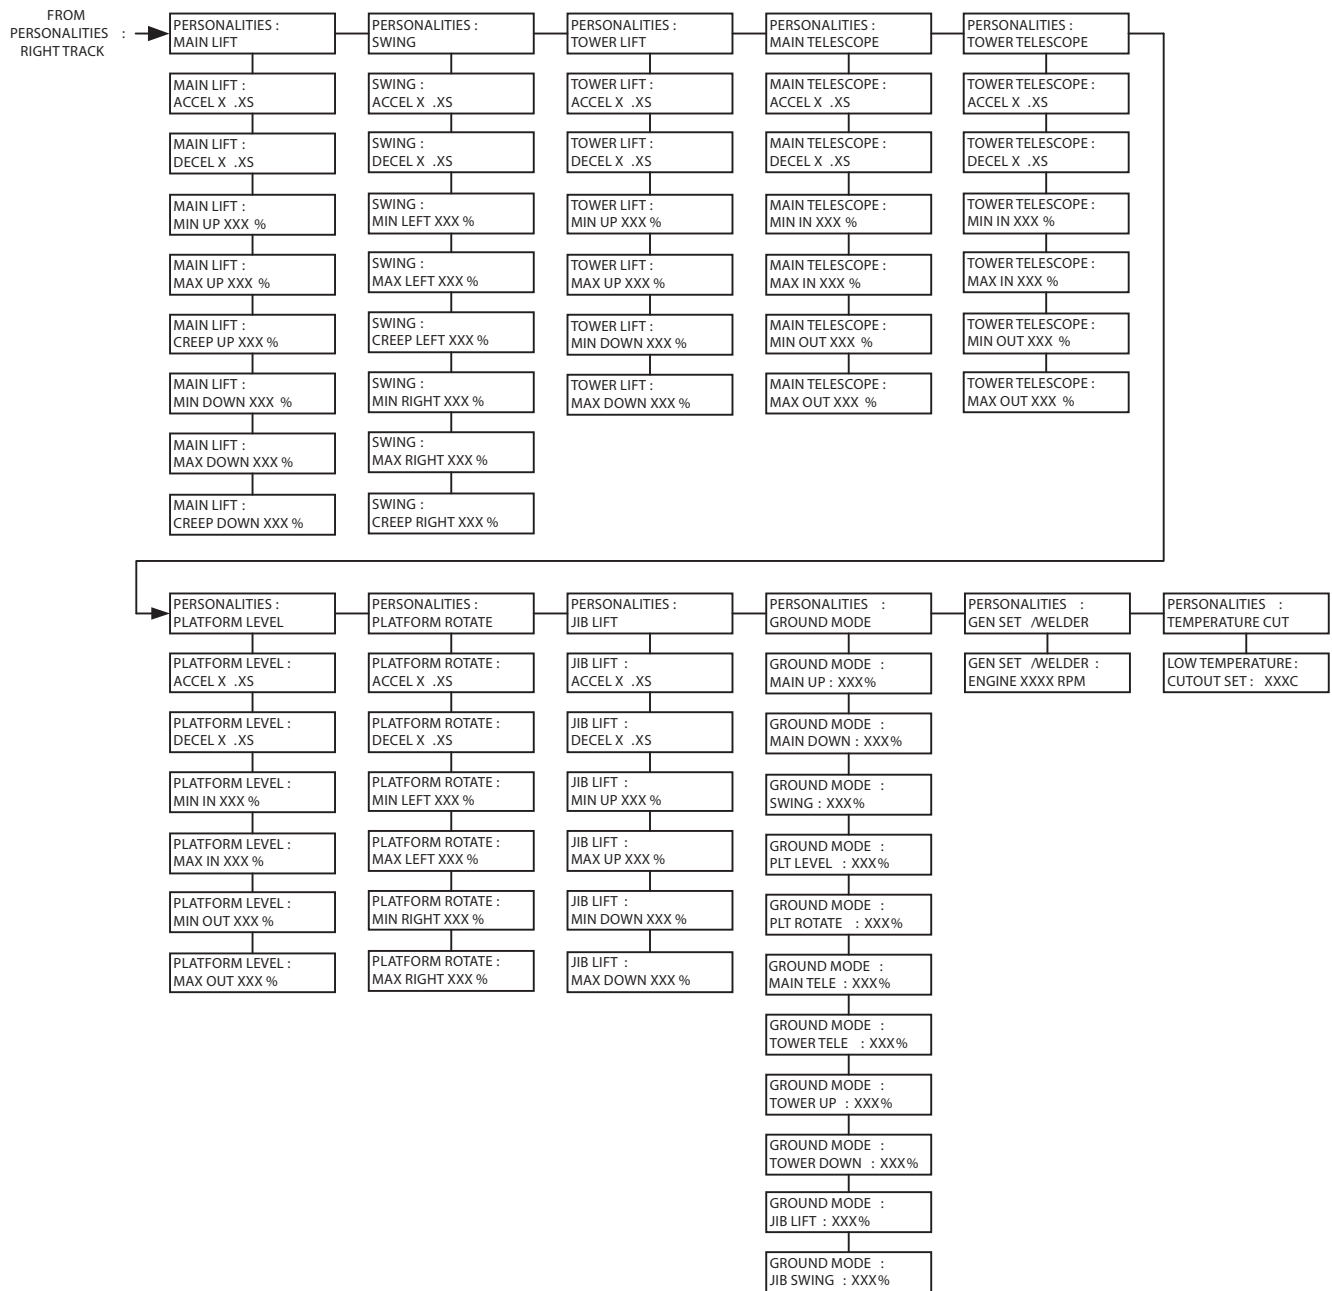 FROM
PERSONALITIES :
RIGHT TRACK
PERSONALITIES :
MAIN LIFT
MAIN LIFT :
ACCEL X .XS
MAIN LIFT :
DECEL X .XS
MAIN LIFT :
MIN UP XXX %
MAIN LIFT :
MAX UP XXX %
MAIN LIFT :
CREEP UP XXX %
MAIN LIFT :
MIN DOWN XXX %
MAIN LIFT :
MAX DOWN XXX %
MAIN LIFT :
CREEP DOWN XXX %
PERSONALITIES :
SWING
SWING :
ACCEL X .XS
SWING :
DECEL X .XS
SWING :
MIN LEFT XXX %
SWING :
MAX LEFT XXX %
SWING :
CREEP LEFT XXX %
SWING :
MIN RIGHT XXX %
SWING :
MAX RIGHT XXX %
SWING :
CREEP RIGHT XXX %
PERSONALITIES :
TOWER LIFT
TOWER LIFT :
ACCEL X .XS
TOWER LIFT :
DECEL X .XS
TOWER LIFT :
MIN UP XXX %
TOWER LIFT :
MAX UP XXX %
TOWER LIFT :
MIN DOWN XXX %
TOWER LIFT :
MAX DOWN XXX %
PERSONALITIES :
MAIN TELESCOPE
MAIN TELESCOPE :
ACCEL X .XS
MAIN TELESCOPE :
DECEL X .XS
MAIN TELESCOPE :
MIN IN XXX %
MAIN TELESCOPE :
MAX IN XXX %
MAIN TELESCOPE :
MIN OUT XXX %
MAIN TELESCOPE :
MAX OUT XXX %
PERSONALITIES :
TOWER TELESCOPE
TOWER TELESCOPE :
ACCEL X .XS
TOWER TELESCOPE :
DECEL X .XS
TOWER TELESCOPE :
MIN IN XXX %
TOWER TELESCOPE :
MAX IN XXX %
TOWER TELESCOPE :
MIN OUT XXX %
TOWER TELESCOPE :
MAX OUT XXX %
PERSONALITIES :
PLATFORM LEVEL
PLATFORM LEVEL :
ACCEL X .XS
PLATFORM LEVEL :
DECEL X .XS
PLATFORM LEVEL :
MIN IN XXX %
PLATFORM LEVEL :
MAX IN XXX %
PLATFORM LEVEL :
MIN OUT XXX %
PLATFORM LEVEL :
MAX OUT XXX %
PERSONALITIES :
PLATFORM ROTATE
PLATFORM ROTATE :
ACCEL X .XS
PLATFORM ROTATE :
DECEL X .XS
PLATFORM ROTATE :
MIN LEFT XXX %
PLATFORM ROTATE :
MAX LEFT XXX %
PLATFORM ROTATE :
MIN RIGHT XXX %
PLATFORM ROTATE :
MAX RIGHT XXX %
PERSONALITIES :
JIB LIFT
JIB LIFT :
ACCEL X .XS
JIB LIFT :
DECEL X .XS
JIB LIFT :
MIN UP XXX %
JIB LIFT :
MAX UP XXX %
JIB LIFT :
MIN DOWN XXX %
JIB LIFT :
MAX DOWN XXX %
PERSONALITIES :
GROUND MODE
GROUND MODE :
MAIN UP : XXX%
GROUND MODE :
MAIN DOWN : XXX%
GROUND MODE :
SWING : XXX%
GROUND MODE :
PLT LEVEL : XXX%
GROUND MODE :
PLT ROTATE : XXX%
GROUND MODE :
MAIN TELE : XXX%
GROUND MODE :
TOWER TELE : XXX%
GROUND MODE :
TOWER UP : XXX%
GROUND MODE :
TOWER DOWN : XXX%
GROUND MODE :
JIB LIFT : XXX%
GROUND MODE :
JIB SWING : XXX%
PERSONALITIES :
GEN SET /WELDER
GEN SET /WELDER :
ENGINE XXXX RPM
PERSONALITIES :
TEMPERATURE CUT
LOW TEMPERATURE :
CUTOUT SET : XXXC